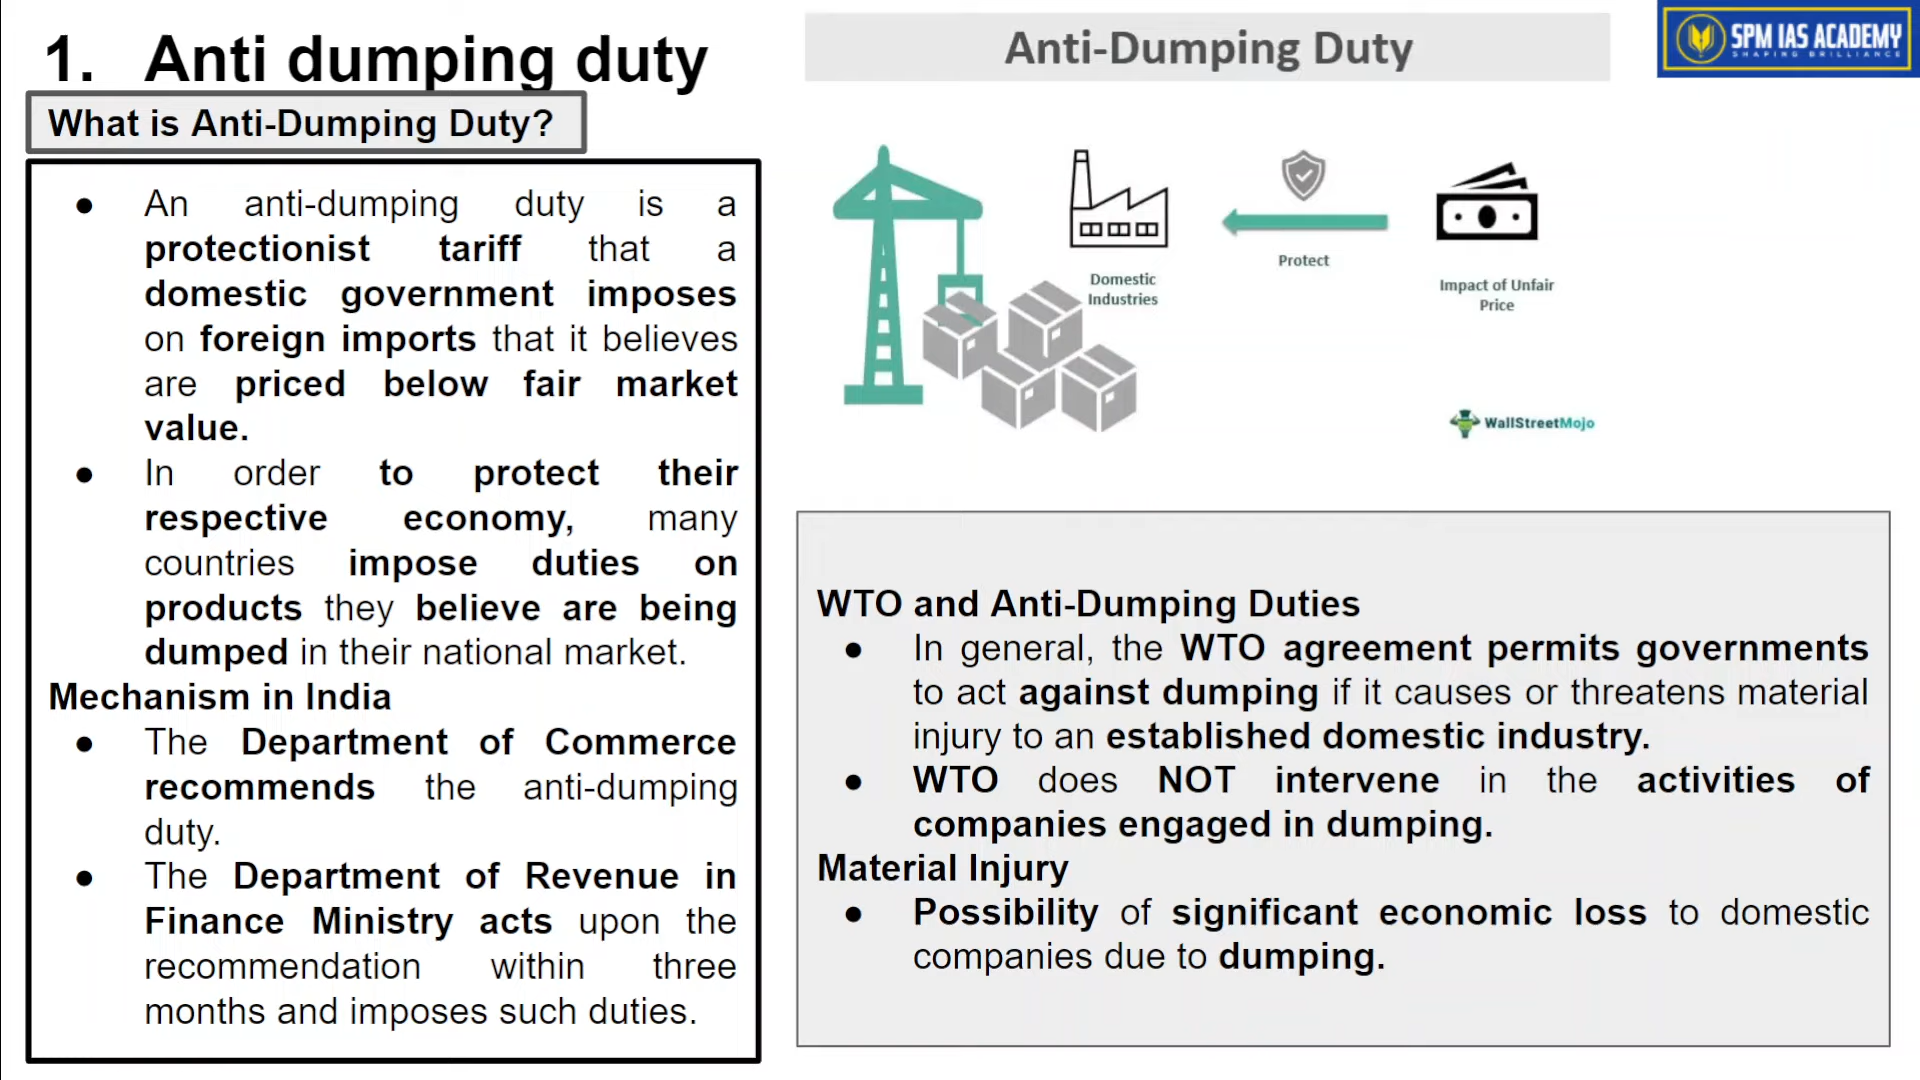 1. Anti dumping duty
What is Anti-Dumping Duty?
● An anti-dumping duty is a
protectionist tariff that a
domestic government imposes
on foreign imports that it believes
are priced below fair market
value.
● In order to protect their
respective economy, many
countries impose duties on
products they believe are being
dumped in their national market.
Mechanism in India
● The Department of Commerce
recommends the anti-dumping
duty.
● The Department of Revenue in
Finance Ministry acts upon the
recommendation within three
months and imposes such duties.
Anti-Dumping Duty
SPM IAS ACADEMY
SHAPING BRILLIANCE
Domestic
Industries
Protect
Impact of Unfair
Price
WallStreetMojo
WTO and Anti-Dumping Duties
● In general, the WTO agreement permits governments
to act against dumping if it causes or threatens material
injury to an established domestic industry.
● WTO does NOT intervene in the activities of
companies engaged in dumping.
Material Injury
● Possibility of significant economic loss to domestic
companies due to dumping.